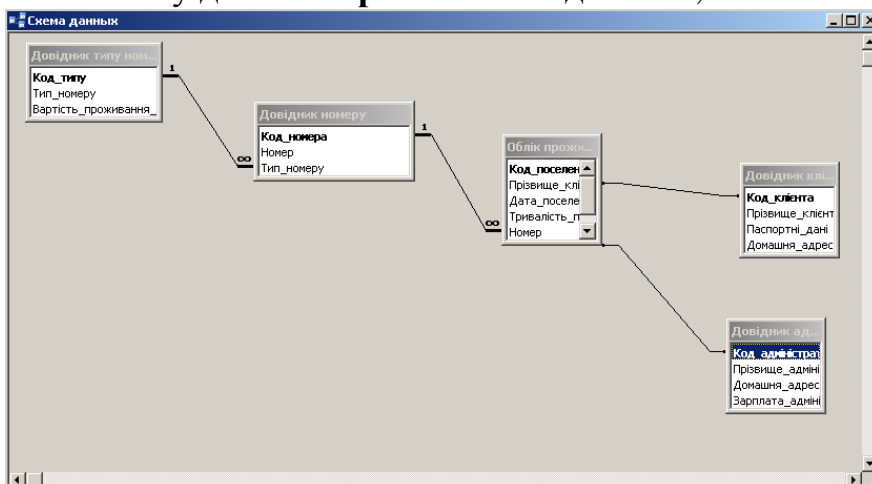 Схема данных
Довідник типу ном...
Код_типу
Тип_номеру
Вартість_проживання_
1
∞
Довідник номеру
Код_номера
Номер
Тип_номеру
1
∞
Облік прожи...
Код_поселен
Прізвище_клі
Дата_поселе
Тривалість_п
Номер
Довідник клі...
Код_клієнта
Прізвище_клієнт
Паспортні_дані
Домашня_адрес
Довідник ад...
Код_адміністрат
Прізвище_адміні
Домашня_адрес
Зарплата_адміні